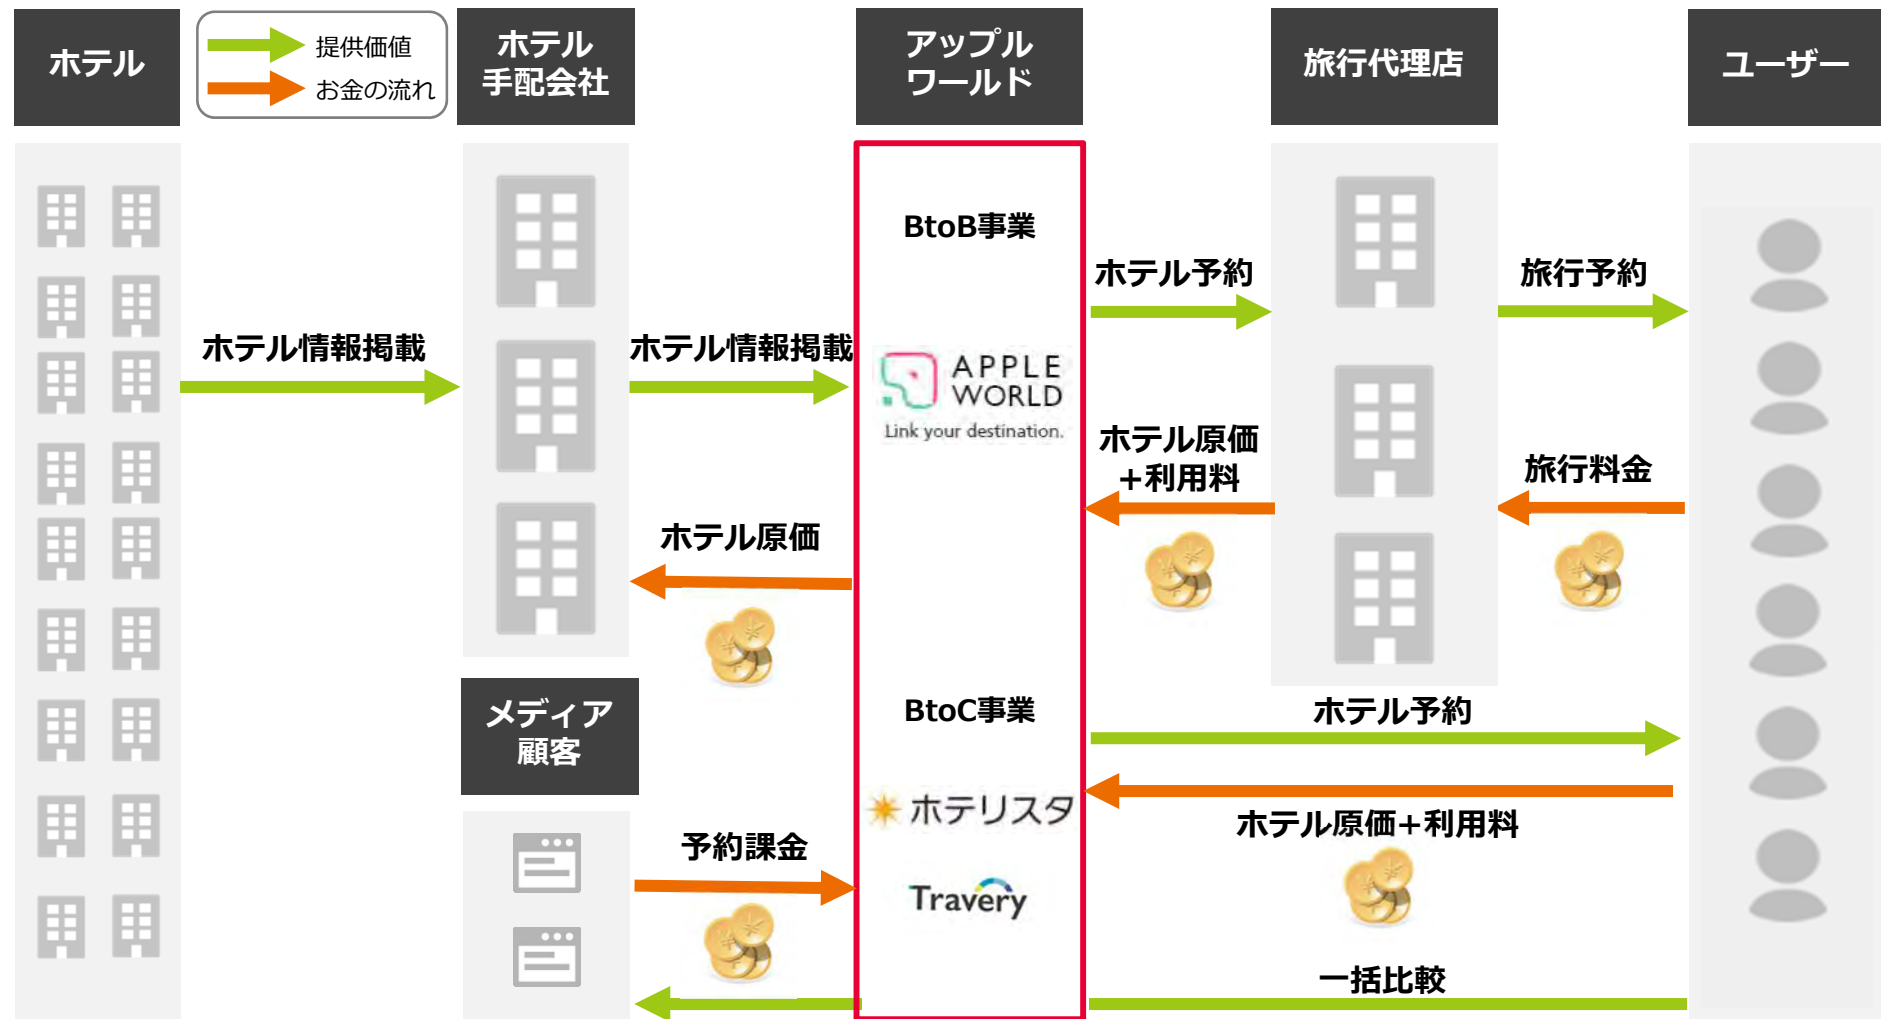 ホテル
提供価値
お金の流れ
ホテル
手配会社
アップル
ワールド
旅行代理店
ユーザー
BtoB事業
ホテル情報掲載
ホテル情報掲載
ホテル予約
旅行予約
APPLE
WORLD
Link your destination.
ホテル原価
+利用料
旅行料金
ホテル原価
メディア
顧客
BtoC事業
ホテル予約
ホテリスタ
ホテル原価+利用料
予約課金
Travery
一括比較